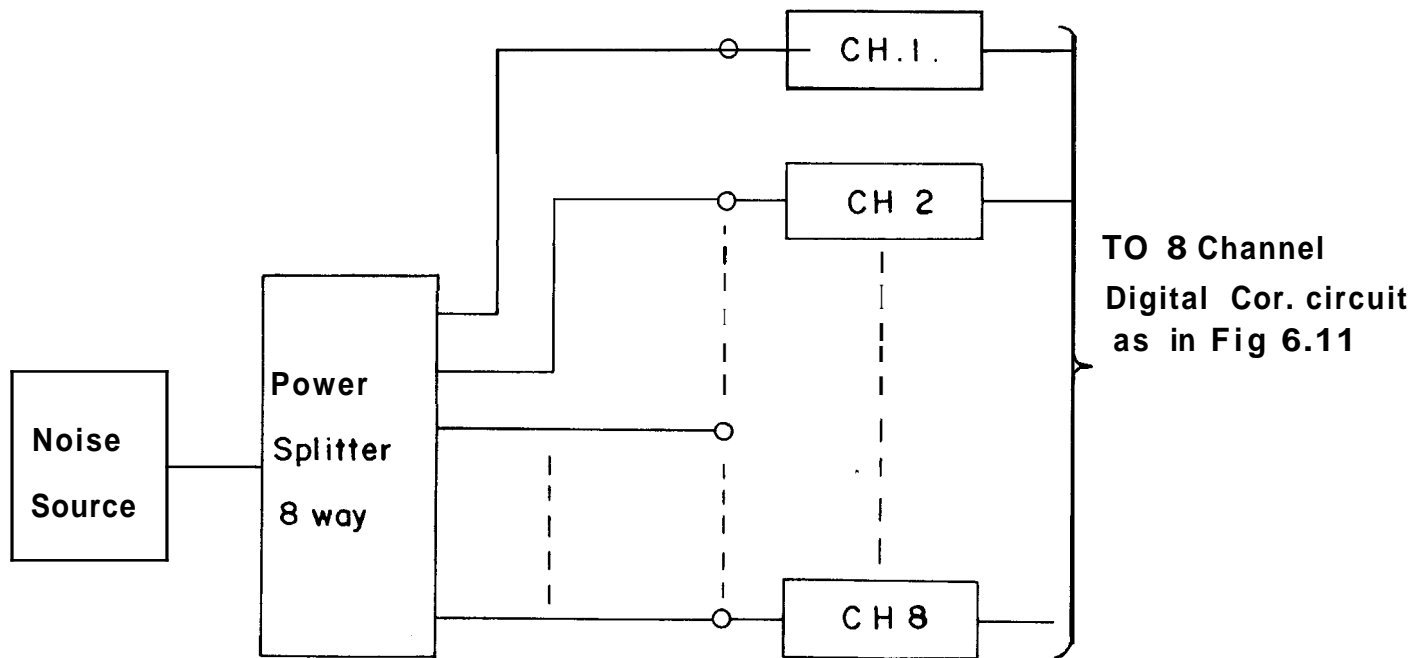 CH.1.
CH 2
TO 8 Channel
Digital Cor. circuit
as in Fig 6.11
Power
Splitter
8 way
Noise
Source
CH 8